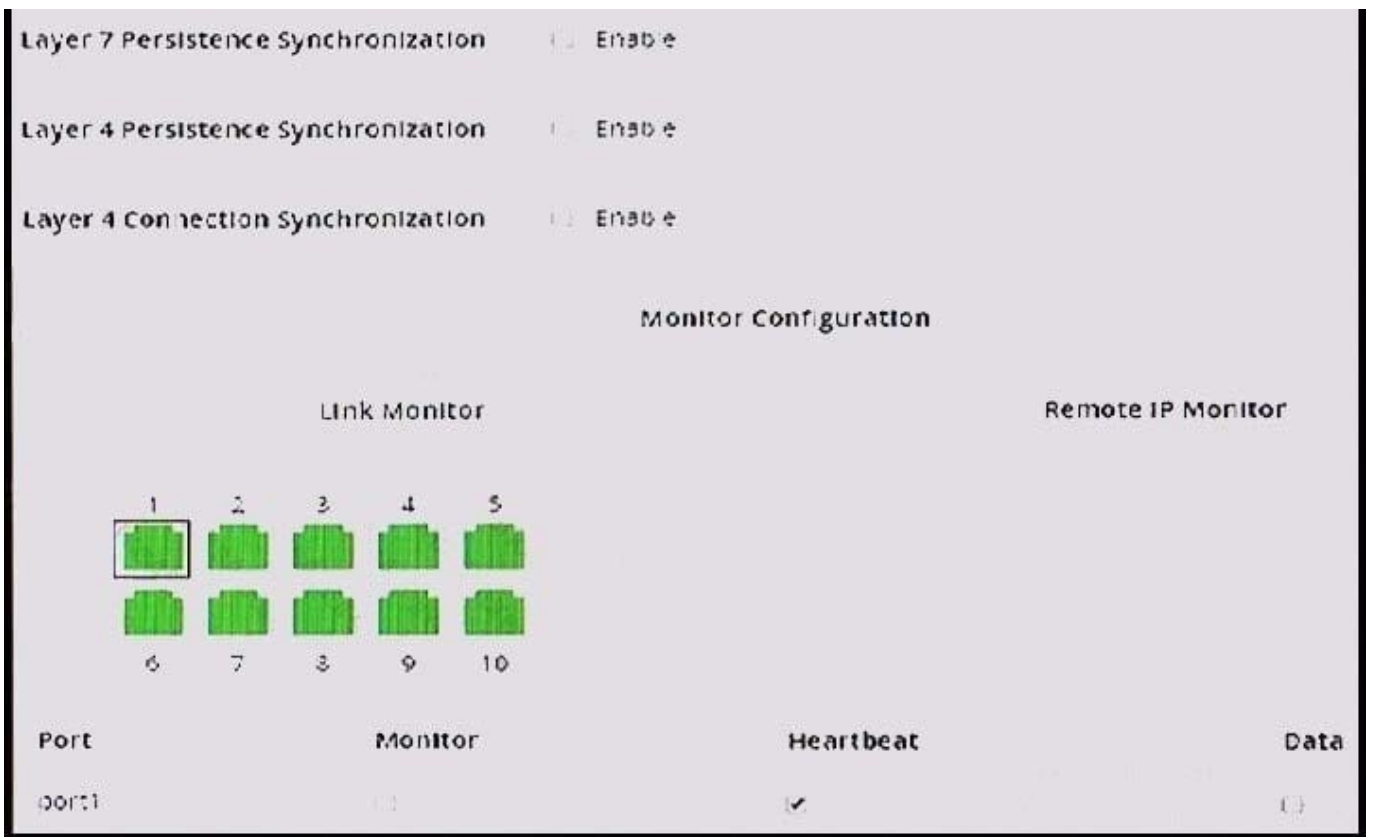 Layer 7 Persistence Synchronization Enable
Layer 4 Persistence Synchronization Enable
Layer 4 Connection Synchronization Enable
Monitor Configuration
Link Monitor Remote IP Monitor
1 2 3 4 5
6 7 8 9 10
Port Monitor Heartbeat Data
port1